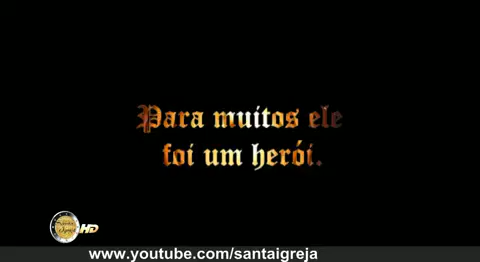 Para muitos ele
foi um herói.
HD
www.youtube.com/santaigreja